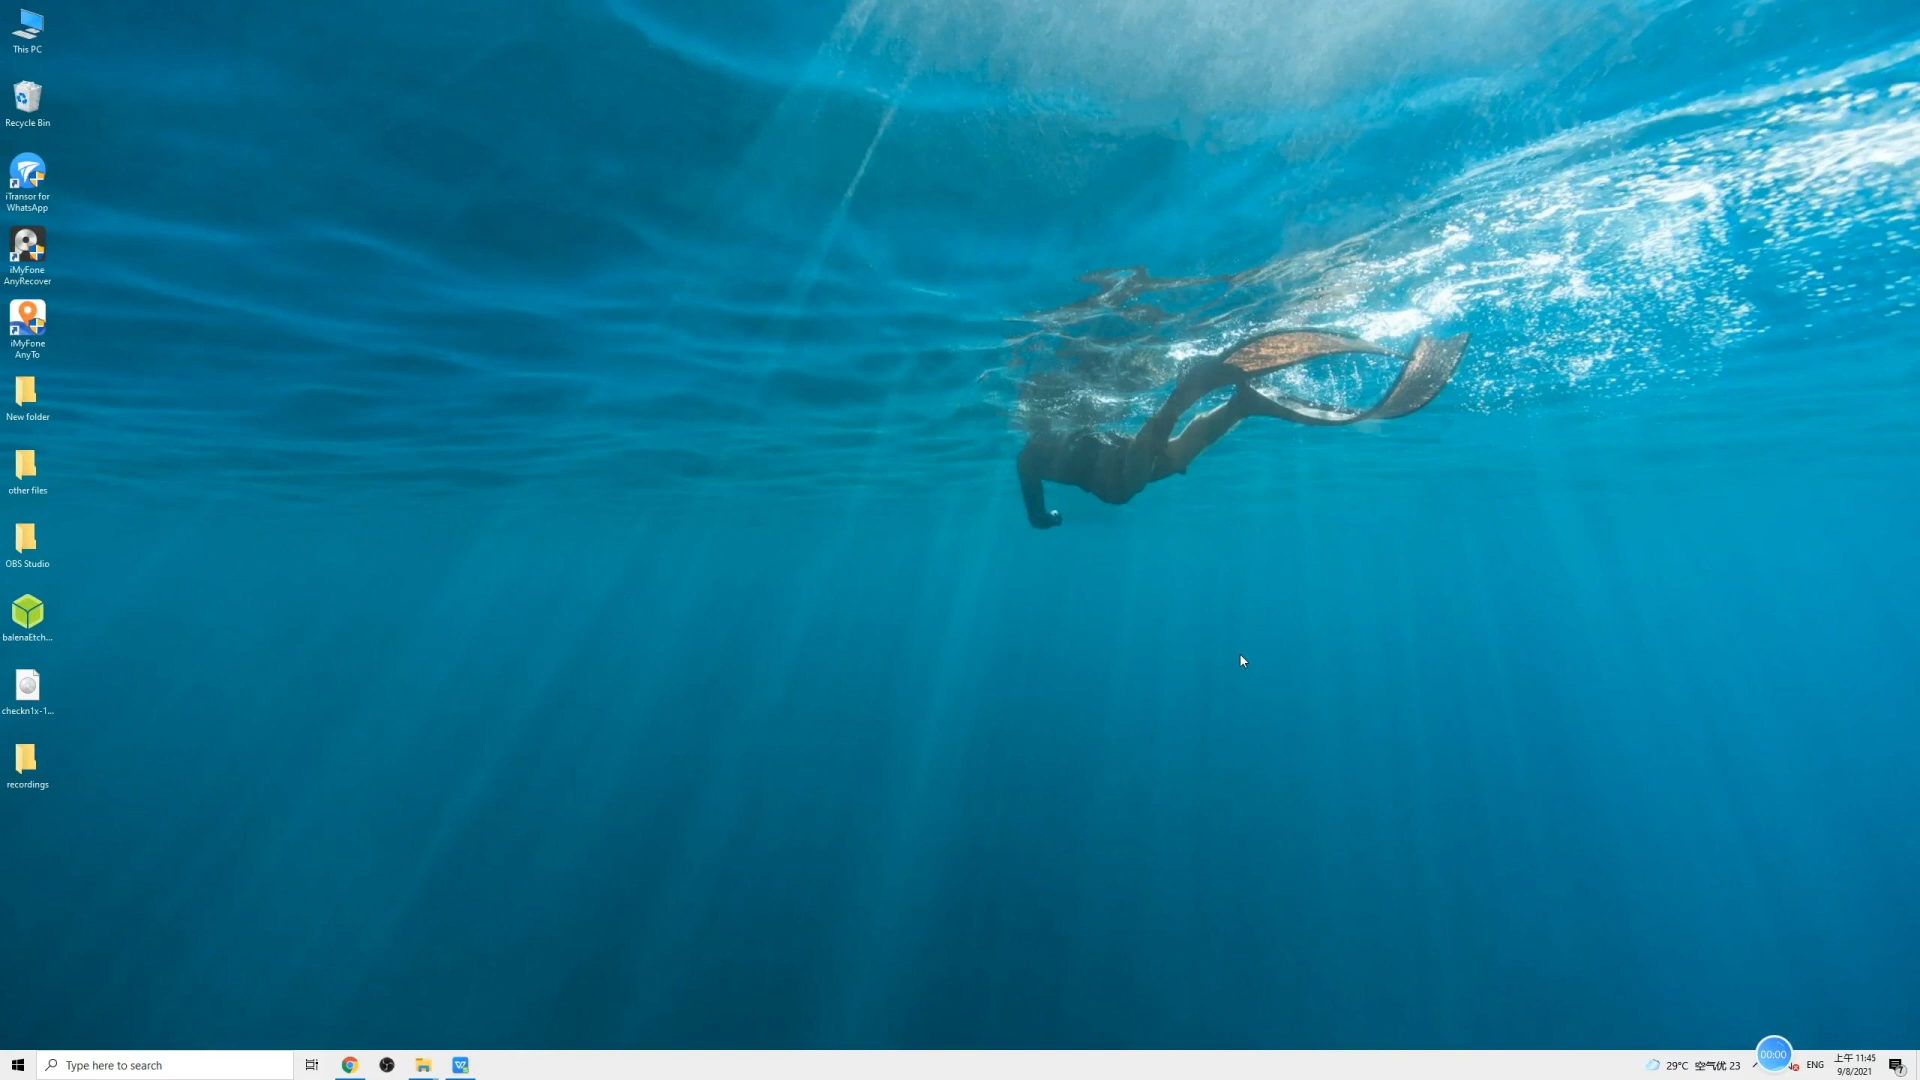 This PC
Recycle Bin
iTransor for
WhatsApp
iMyFone
AnyRecover
iMyFone
AnyTo
New folder
other files
OBS Studio
balenaEtch...
checkn1x-1...
recordings
Type here to search
29°C 空气优 23
00:00
ENG
上午 11:45
9/8/2021
7